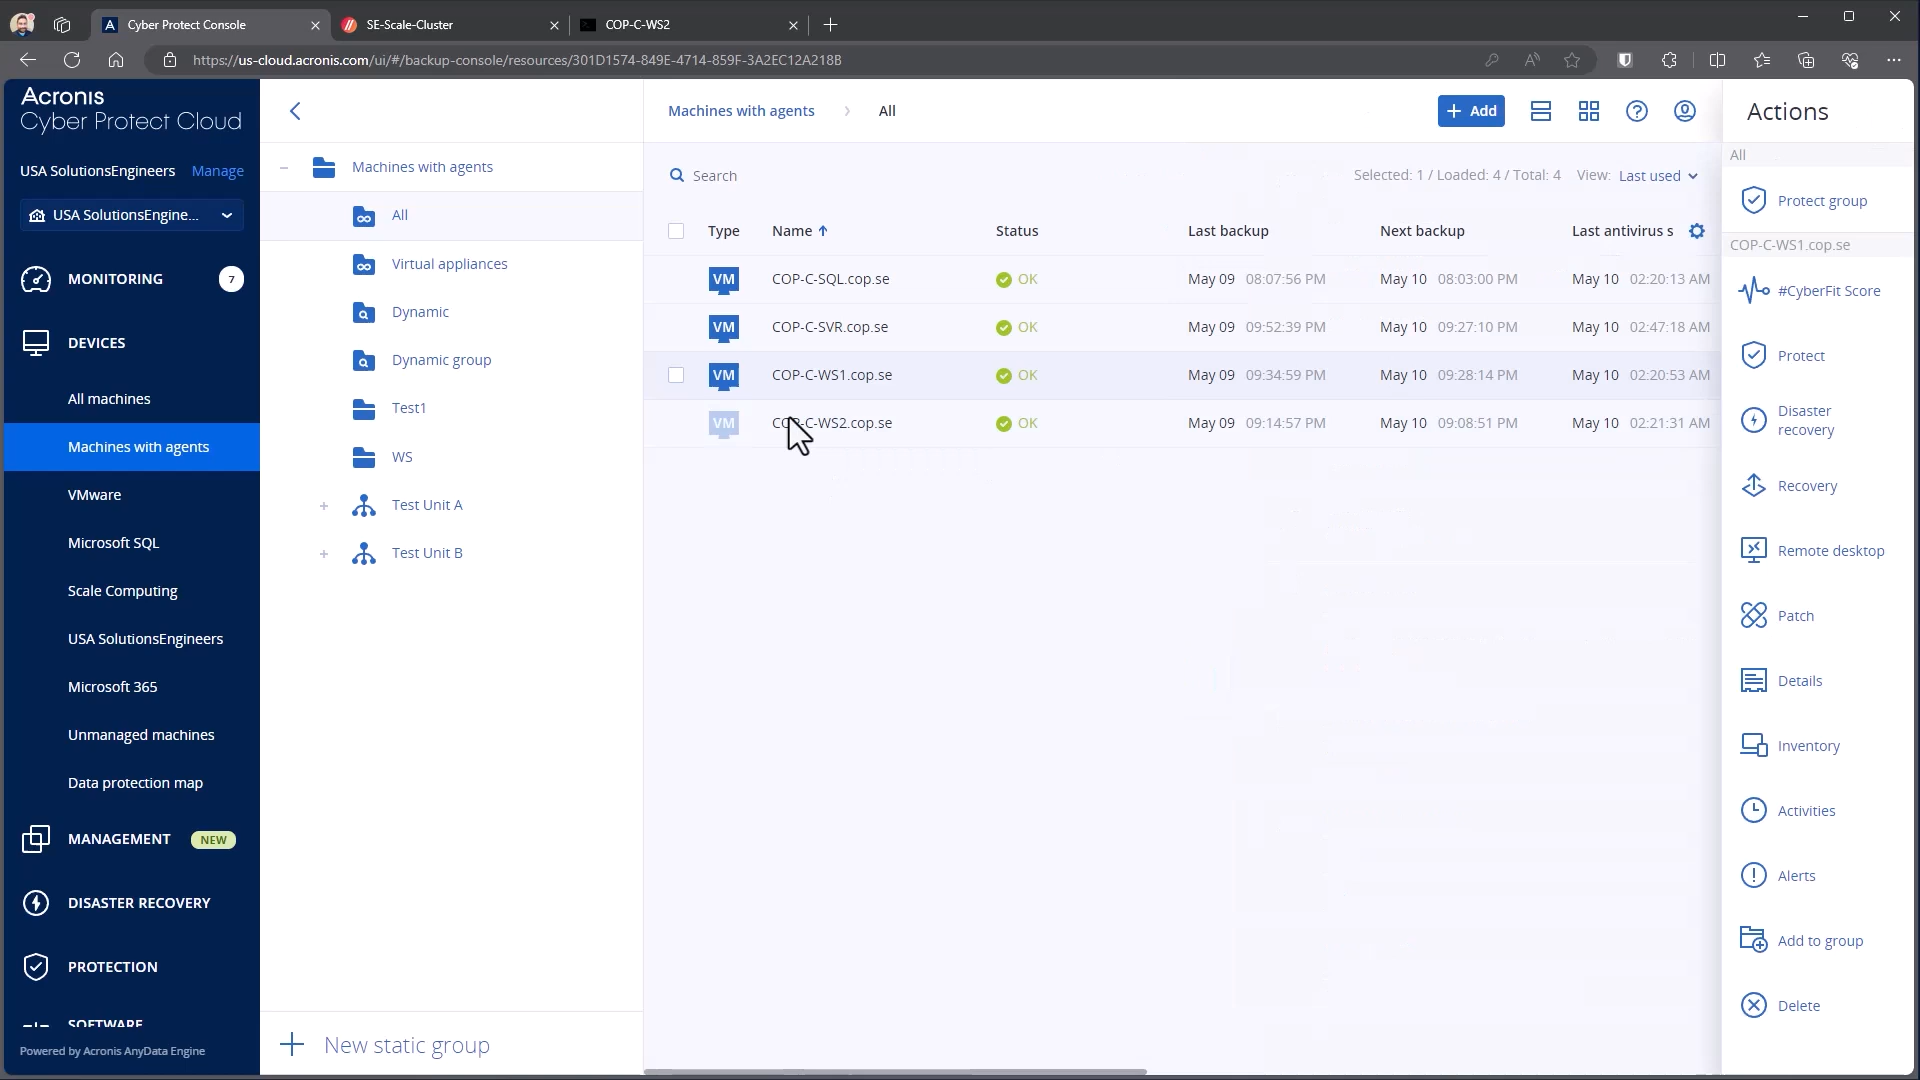 Cyber Protect Console
SE-Scale-Cluster
COP-C-WS2
https://us-cloud.acronis.com/ui/#/backup-console/resources/301D1574-849E-4714-859F-3A2EC12A218B
Acronis
Cyber Protect Cloud
USA SolutionsEngineers Manage
USA SolutionsEngine...
MONITORING 7
DEVICES
All machines
Machines with agents
VMware
Microsoft SQL
Scale Computing
USA SolutionsEngineers
Microsoft 365
Unmanaged machines
Data protection map
MANAGEMENT NEW
DISASTER RECOVERY
PROTECTION
SOFTWARE
Powered by Acronis AnyData Engine
Machines with agents
All
Virtual appliances
Dynamic
Dynamic group
Test1
WS
Test Unit A
Test Unit B
New static group
Machines with agents > All
+ Add
Search
Selected: 1 / Loaded: 4 / Total: 4 View: Last used
Type Name Status Last backup Next backup Last antivirus s
VM COP-C-SQL.cop.se OK May 09 08:07:56 PM May 10 08:03:00 PM May 10 02:20:13 AM
VM COP-C-SVR.cop.se OK May 09 09:52:39 PM May 10 09:27:10 PM May 10 02:47:18 AM
VM COP-C-WS1.cop.se OK May 09 09:34:59 PM May 10 09:28:14 PM May 10 02:20:53 AM
VM COP-C-WS2.cop.se OK May 09 09:14:57 PM May 10 09:08:51 PM May 10 02:21:31 AM
Actions
All
Protect group
COP-C-WS1.cop.se
#CyberFit Score
Protect
Disaster
recovery
Recovery
Remote desktop
Patch
Details
Inventory
Activities
Alerts
Add to group
Delete